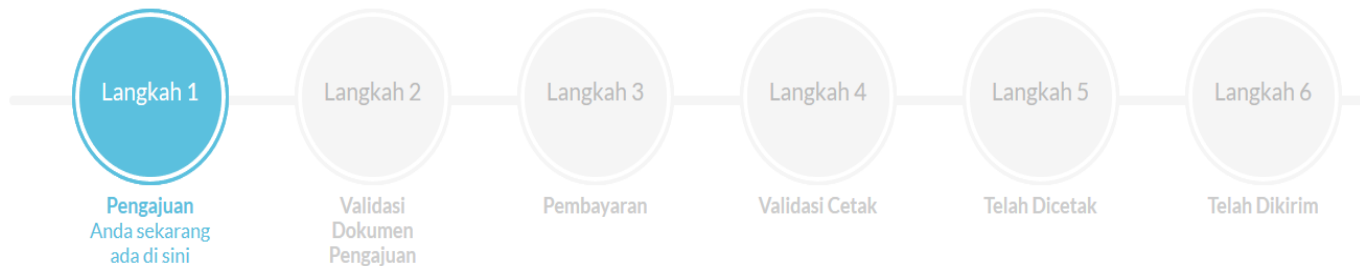 Langkah 1
Langkah 2
Langkah 3
Langkah 4
Langkah 5
Langkah 6
Pengajuan
Anda sekarang
ada di sini
Validasi
Dokumen
Pengajuan
Pembayaran
Validasi Cetak
Telah Dicetak
Telah Dikirim